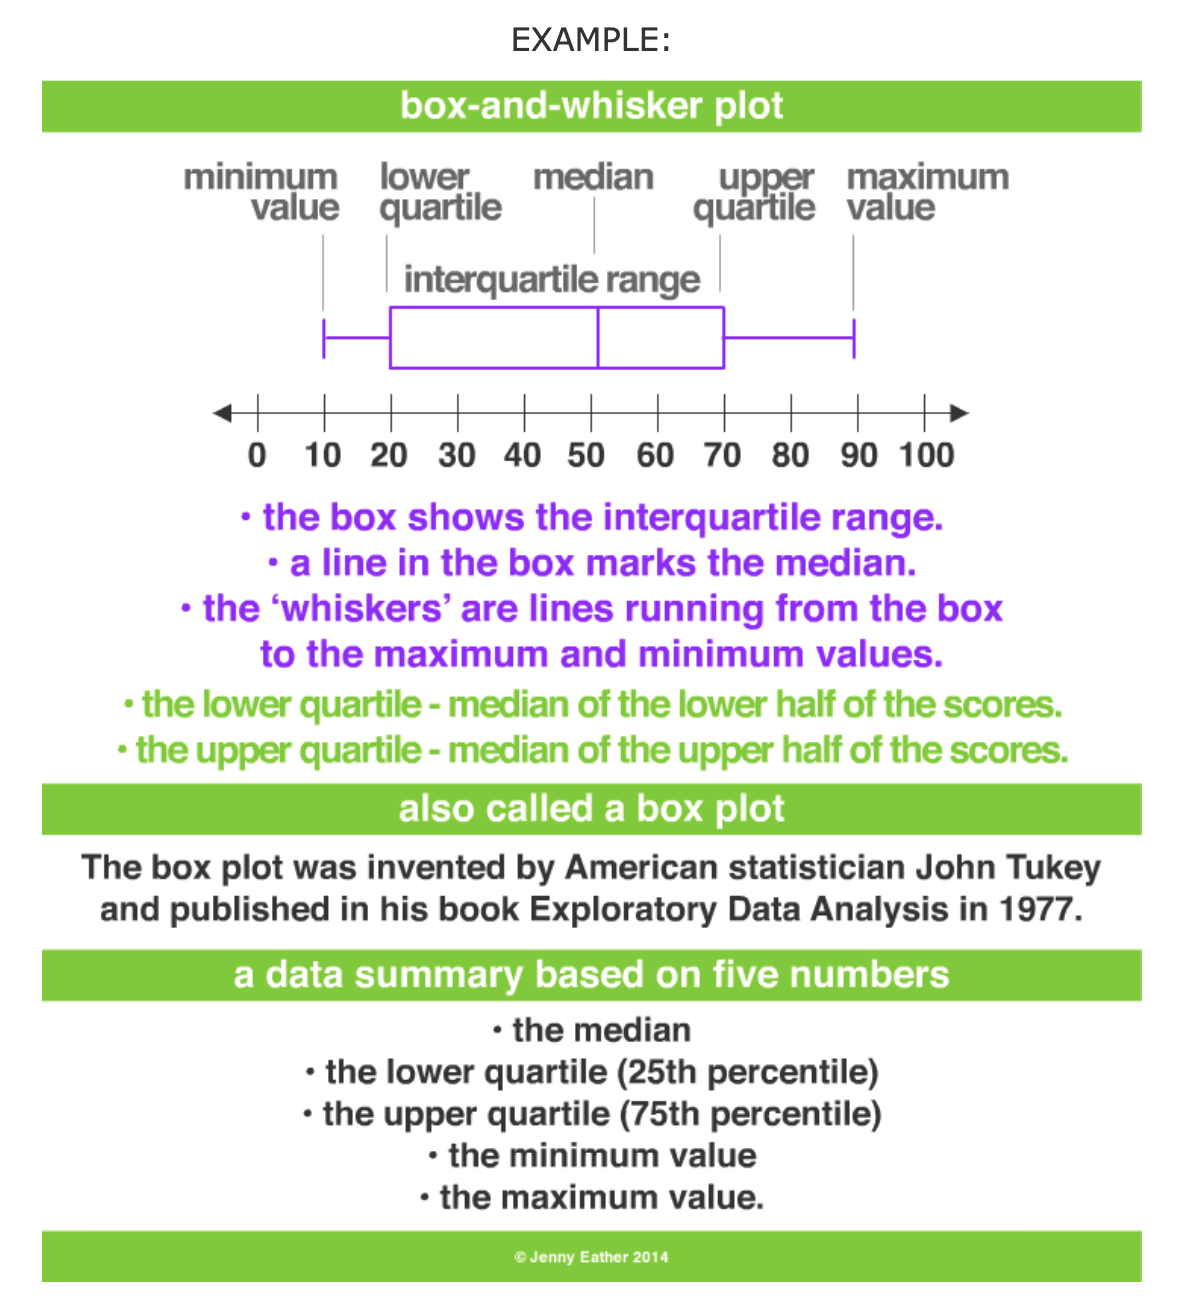 EXAMPLE:
box-and-whisker plot
minimum lower median upper maximum
value quartile quartile value
interquartile range
0 10 20 30 40 50 60 70 80 90 100
• the box shows the interquartile range.
• a line in the box marks the median.
• the ‘whiskers’ are lines running from the box
to the maximum and minimum values.
• the lower quartile - median of the lower half of the scores.
• the upper quartile - median of the upper half of the scores.
also called a box plot
The box plot was invented by American statistician John Tukey
and published in his book Exploratory Data Analysis in 1977.
a data summary based on five numbers
• the median
• the lower quartile (25th percentile)
• the upper quartile (75th percentile)
• the minimum value
• the maximum value.
© Jenny Eather 2014